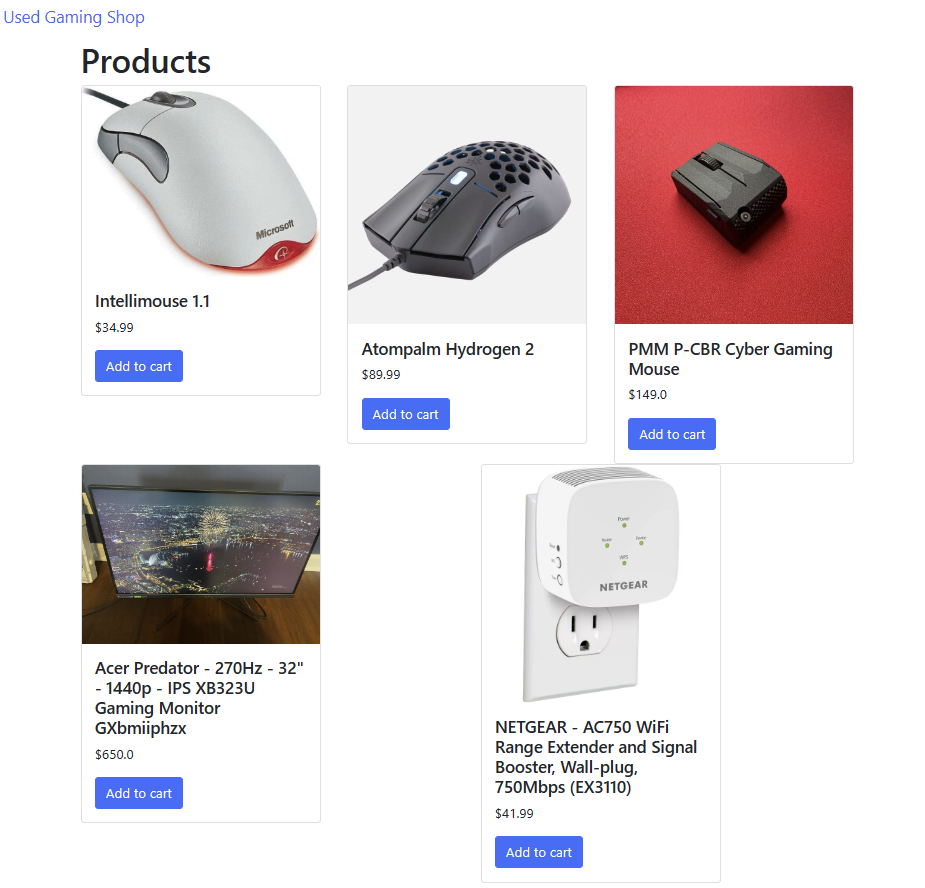 Used Gaming Shop
Products
Microsoft
Intellimouse 1.1
$34.99
Add to cart
Atompalm Hydrogen 2
$89.99
Add to cart
PMM P-CBR Cyber Gaming
Mouse
$149.0
Add to cart
Acer Predator - 270Hz - 32"
- 1440p - IPS XB323U
Gaming Monitor
GXbmiiphzx
$650.0
Add to cart
Power
Router
Device
WPS
NETGEAR
NETGEAR - AC750 WiFi
Range Extender and Signal
Booster, Wall-plug,
750Mbps (EX3110)
$41.99
Add to cart